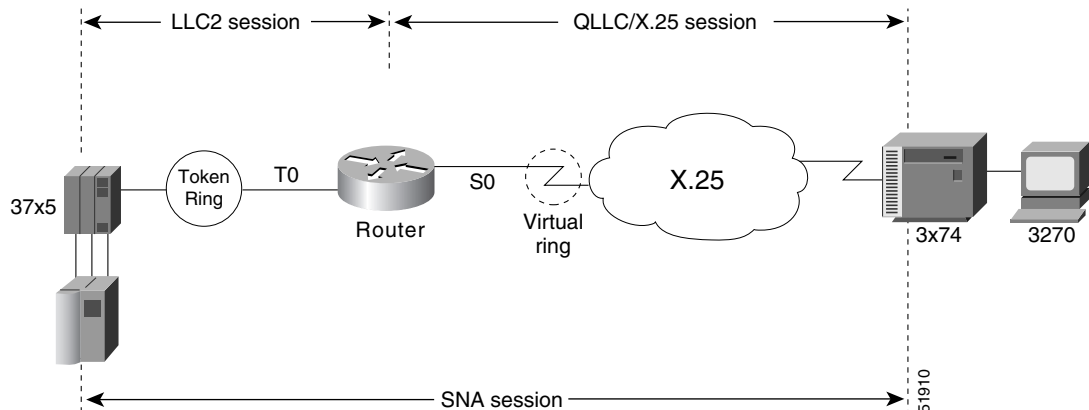 LLC2 session
QLLC/X.25 session
37x5
Token
Ring
T0
Router
S0
Virtual
ring
X.25
3x74
3270
SNA session
51910